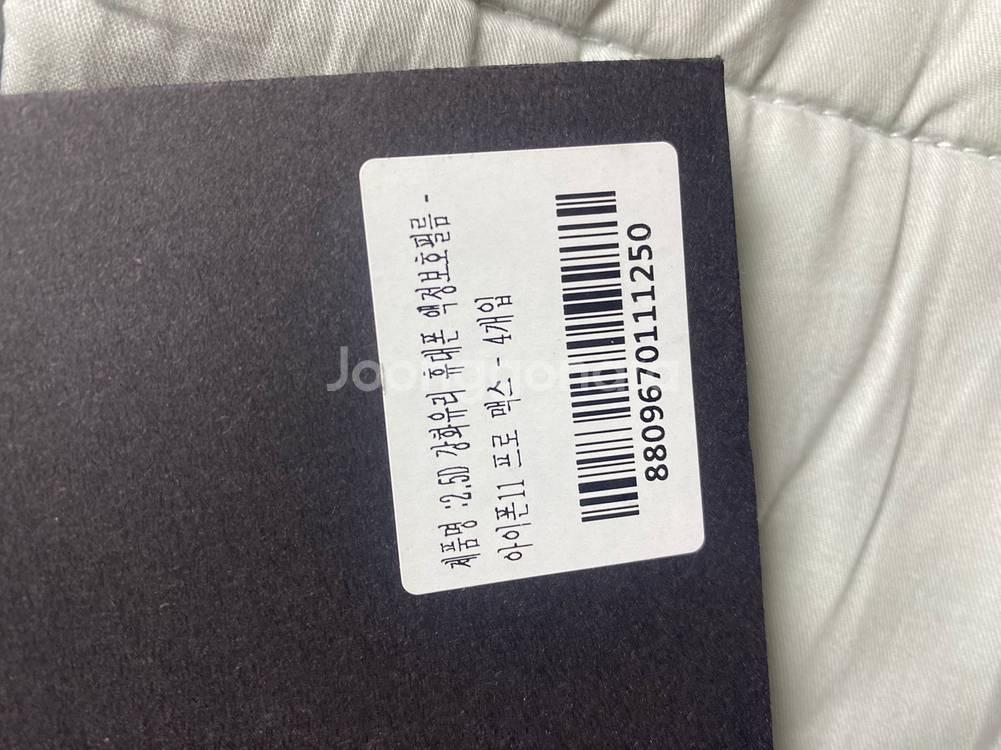 제품명 :2.5D 강화유리 휴대폰 액정보호필름 -
아이폰11 프로 맥스 - 4개입
8809670111250
Joongonara